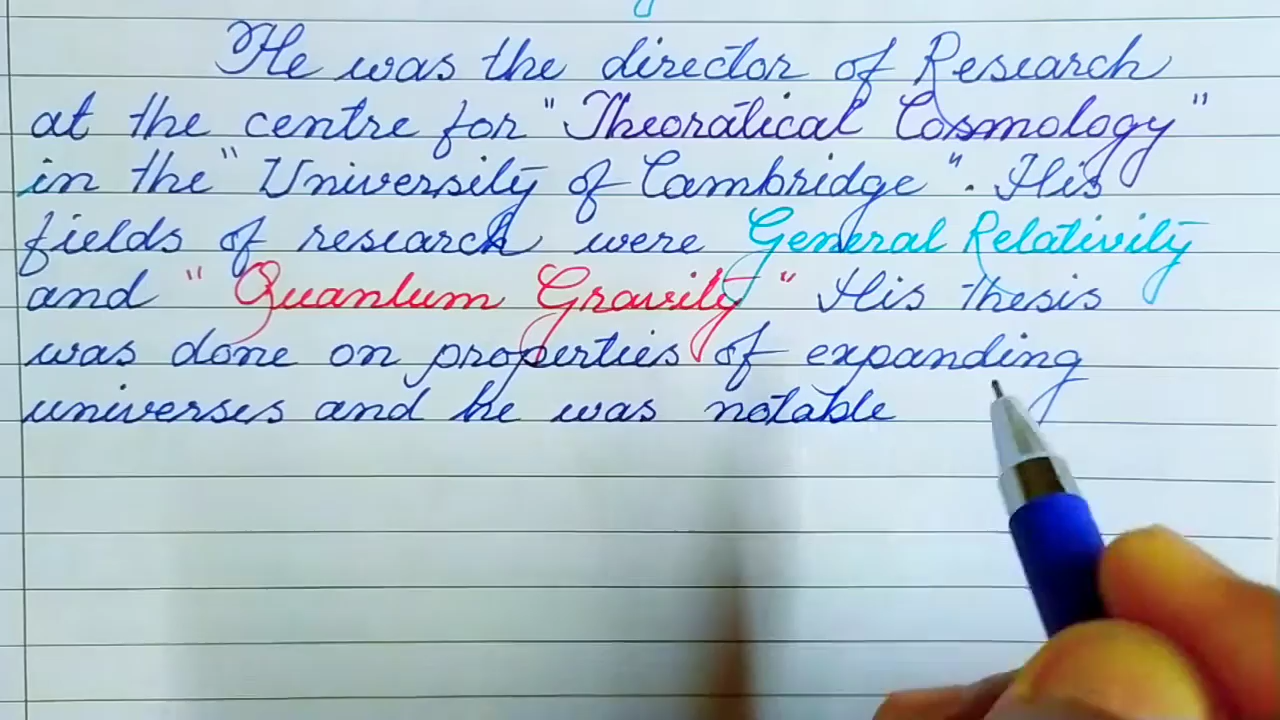 He was the director of Research
at the centre for "Theoratical Cosmology"
in the "University of Cambridge". His
fields of research were General Relativity
and "Quantum Gravity" His thesis
was done on properties of expanding
universes and he was notable